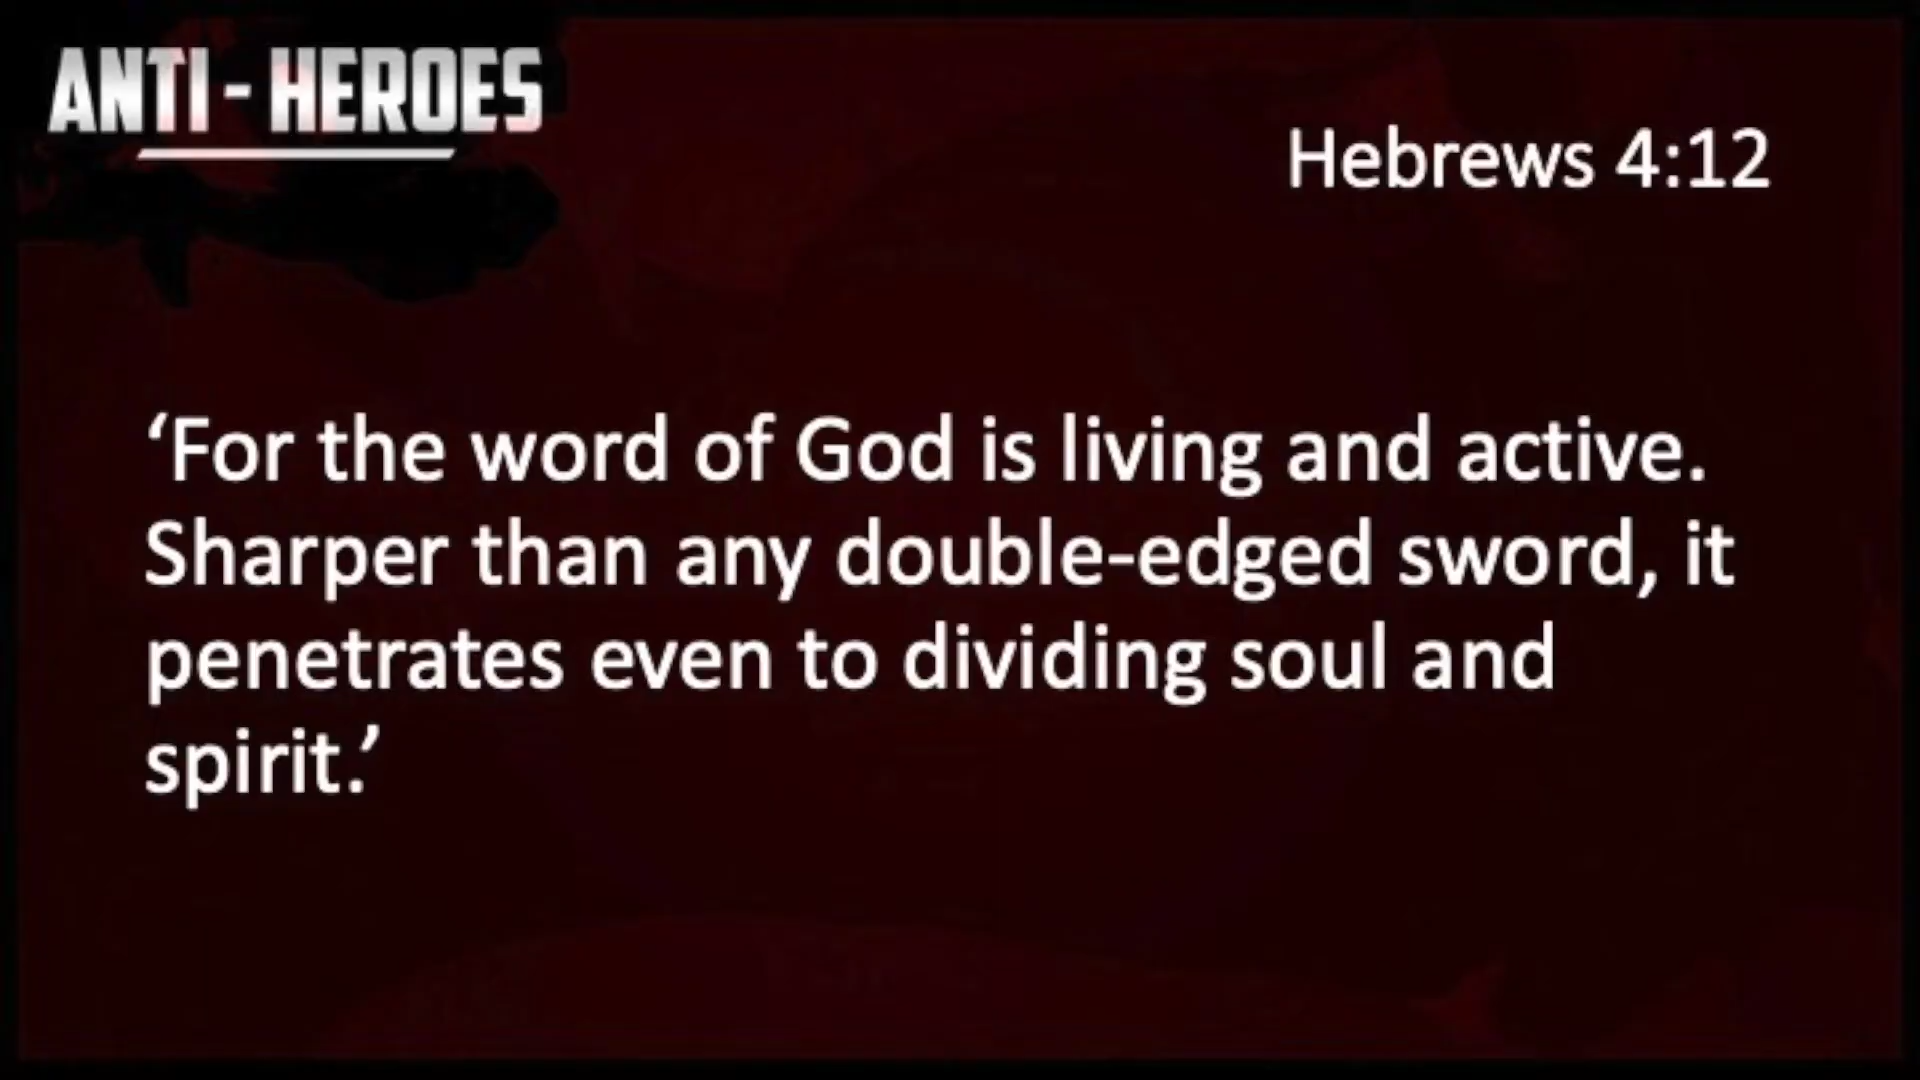 ANTI - HEROES
Hebrews 4:12
‘For the word of God is living and active.
Sharper than any double-edged sword, it
penetrates even to dividing soul and
spirit.’